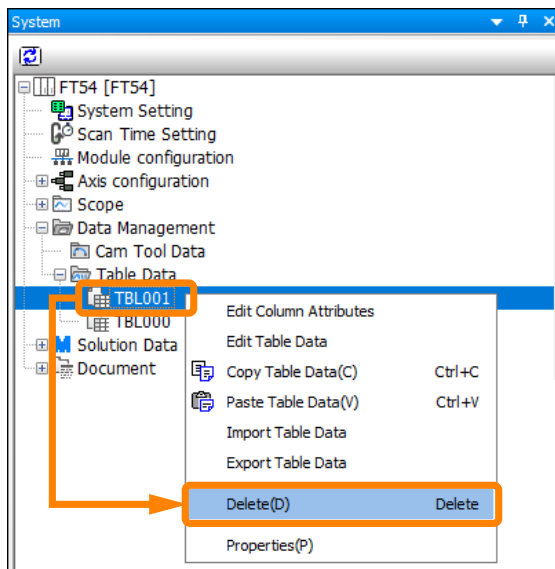 System
FT54 [FT54]
System Setting
Scan Time Setting
Module configuration
Axis configuration
Scope
Data Management
Cam Tool Data
Table Data
TBL001
TBL000
Solution Data
Document
Edit Column Attributes
Edit Table Data
Copy Table Data(C) Ctrl+C
Paste Table Data(V) Ctrl+V
Import Table Data
Export Table Data
Delete(D) Delete
Properties(P)